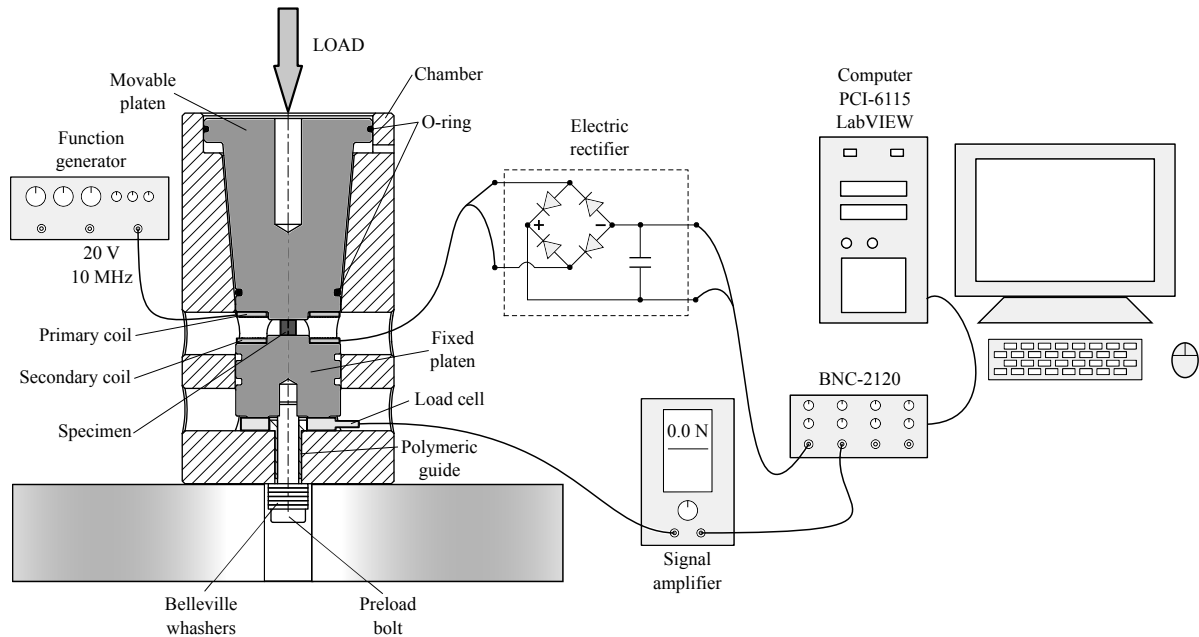 LOAD
Movable
platen
Chamber
O-ring
Function
generator
20 V
10 MHz
Electric
rectifier
+
−
Computer
PCI-6115
LabVIEW
Primary coil
Secondary coil
Specimen
Fixed
platen
Load cell
Polymeric
guide
Belleville
whashers
Preload
bolt
0.0 N
Signal
amplifier
BNC-2120